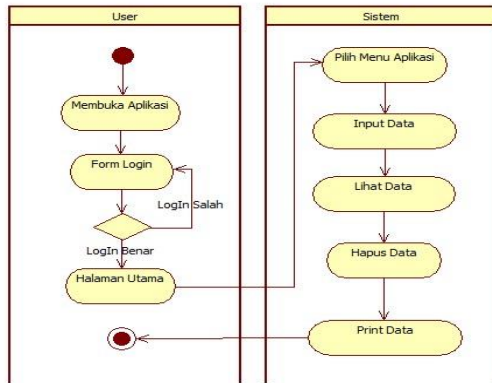 User
Membuka Aplikasi
Form Login
LogIn Salah
LogIn Benar
Halaman Utama
Sistem
Pilih Menu Aplikasi
Input Data
Lihat Data
Hapus Data
Print Data